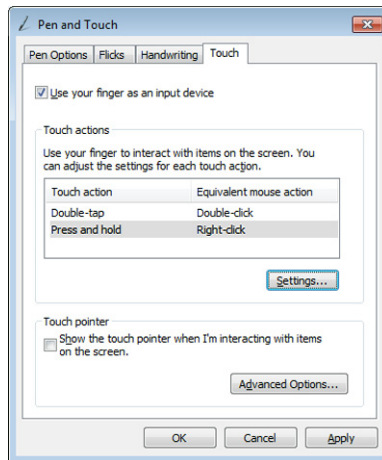 Pen and Touch
Pen Options Flicks Handwriting Touch
Use your finger as an input device
Touch actions
Use your finger to interact with items on the screen. You
can adjust the settings for each touch action.
Touch action Equivalent mouse action
Double-tap Double-click
Press and hold Right-click
Settings...
Touch pointer
Show the touch pointer when I'm interacting with items
on the screen.
Advanced Options...
OK Cancel Apply